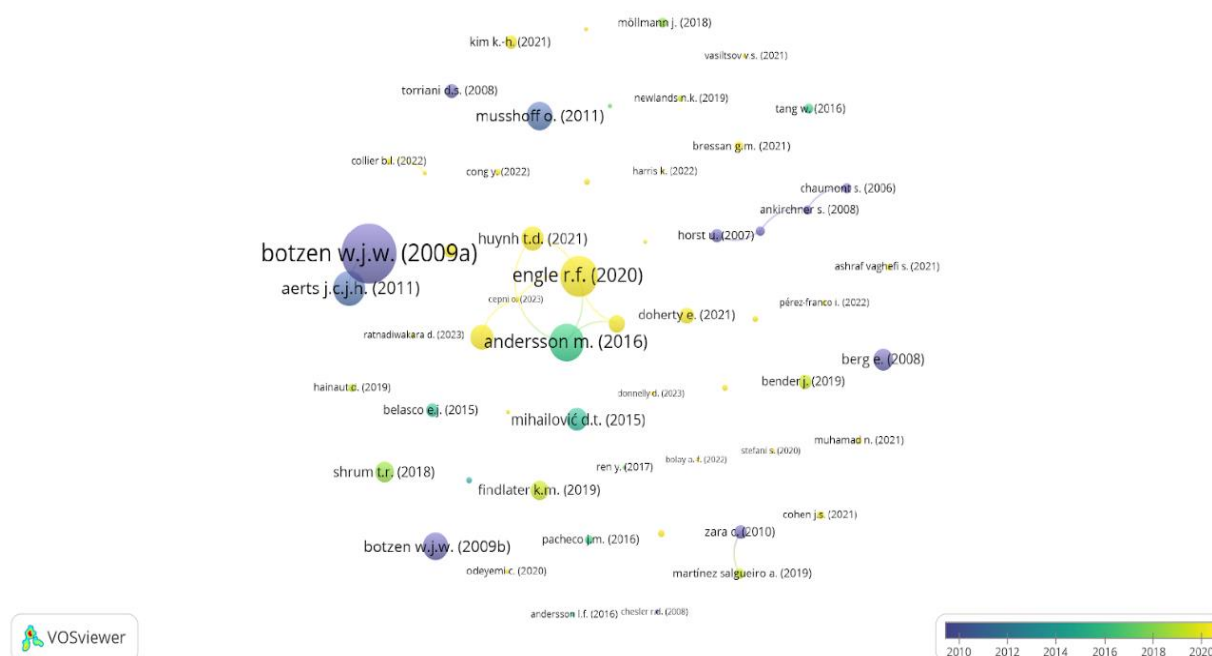 möllmann j. (2018)
kim k.-h. (2021)
vasiltsov v.s. (2021)
torriani d.s. (2008)
newlands n.k. (2019)
tang w. (2016)
musshoff o. (2011)
bressan g.m. (2021)
collier b.l. (2022)
cong y. (2022)
harris k. (2022)
chaumont s. (2006)
ankirchner s. (2008)
horst u. (2007)
huynh t.d. (2021)
botzen w.j.w. (2009a)
engle r.f. (2020)
ashraf vaghefi s. (2021)
aerts j.c.j.h. (2011)
cepni o. (2023)
pérez-franco i. (2022)
doherty e. (2021)
ratnadiwakara d. (2023)
andersson m. (2016)
berg e. (2008)
bender j. (2019)
hainaut d. (2019)
donnelly d. (2023)
belasco e.j. (2015)
mihailović d.t. (2015)
muhamad n. (2021)
stefani s. (2020)
bolay a. f. (2022)
ren y. (2017)
shrum t.r. (2018)
findlater k.m. (2019)
cohen j.s. (2021)
zara c. (2010)
pacheco j.m. (2016)
botzen w.j.w. (2009b)
odeyemi c. (2020)
martínez salgueiro a. (2019)
andersson l.f. (2016)
chesler r.d. (2008)
VOSviewer
2010 2012 2014 2016 2018 2020